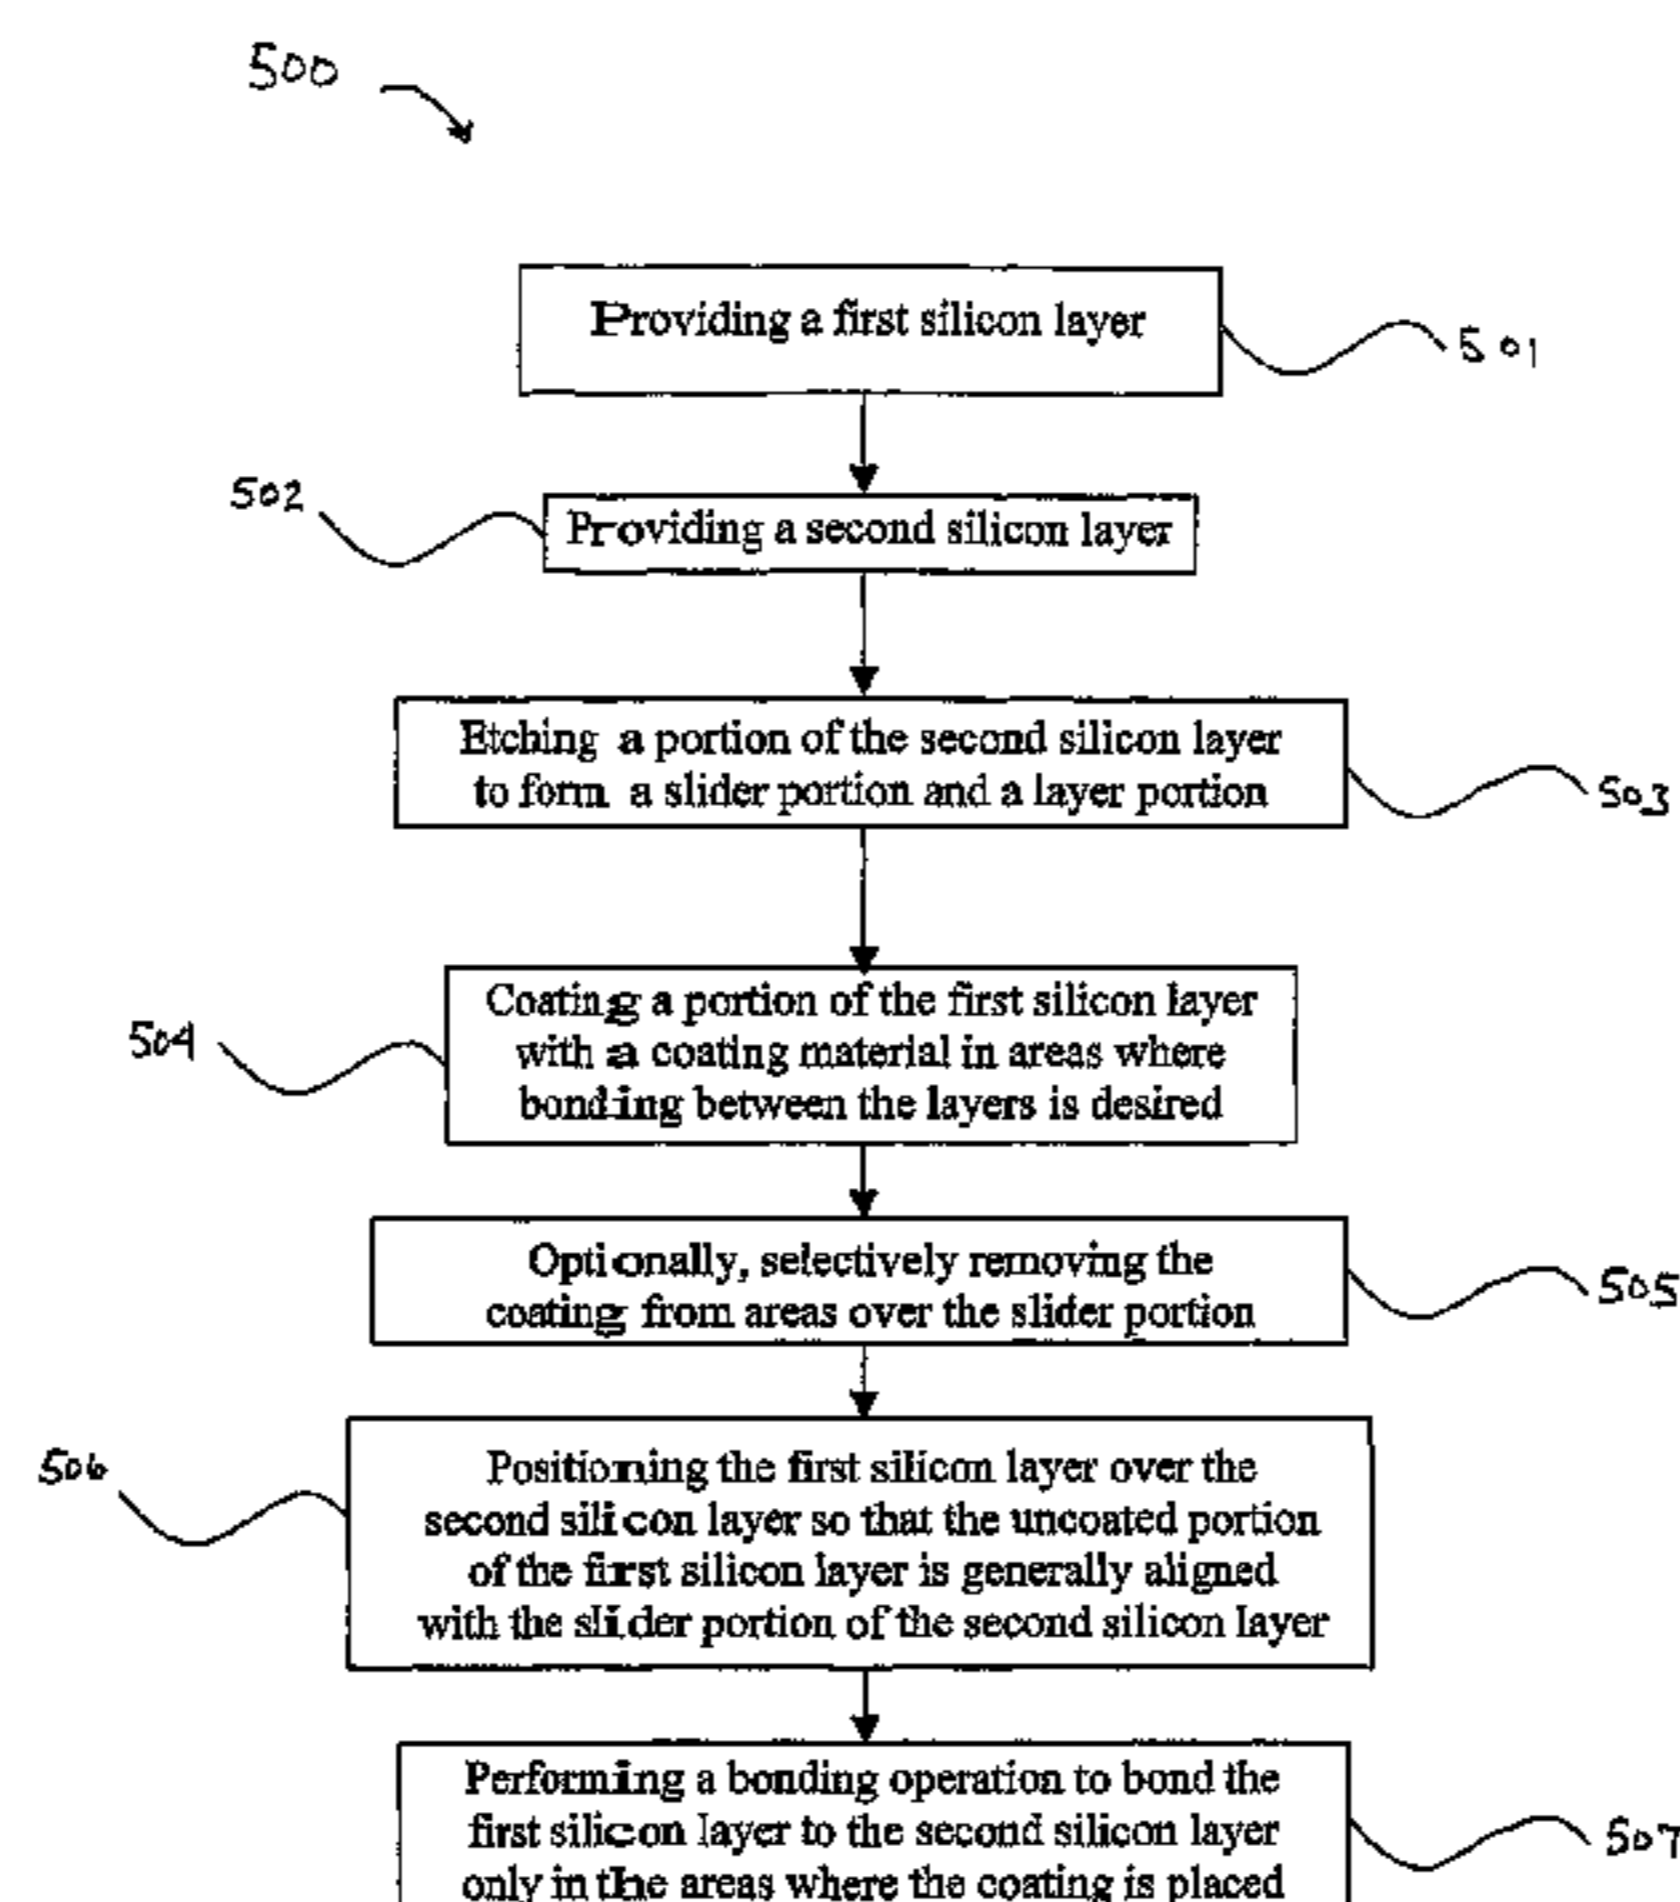 500
Providing a first silicon layer
501
502
Providing a second silicon layer
Etching a portion of the second silicon layer
to form a slider portion and a layer portion
503
Coating a portion of the first silicon layer
504
with a coating material in areas where
bonding between the layers is desired
Optionally, selectively removing the
coating from areas over the slider portion
505
Positioning the first silicon layer over the
506
second silicon layer so that the uncoated portion
of the first silicon layer is generally aligned
with the slider portion of the second silicon layer
Performing a bonding operation to bond the
first silicon layer to the second silicon layer
507
only in the areas where the coating is placed